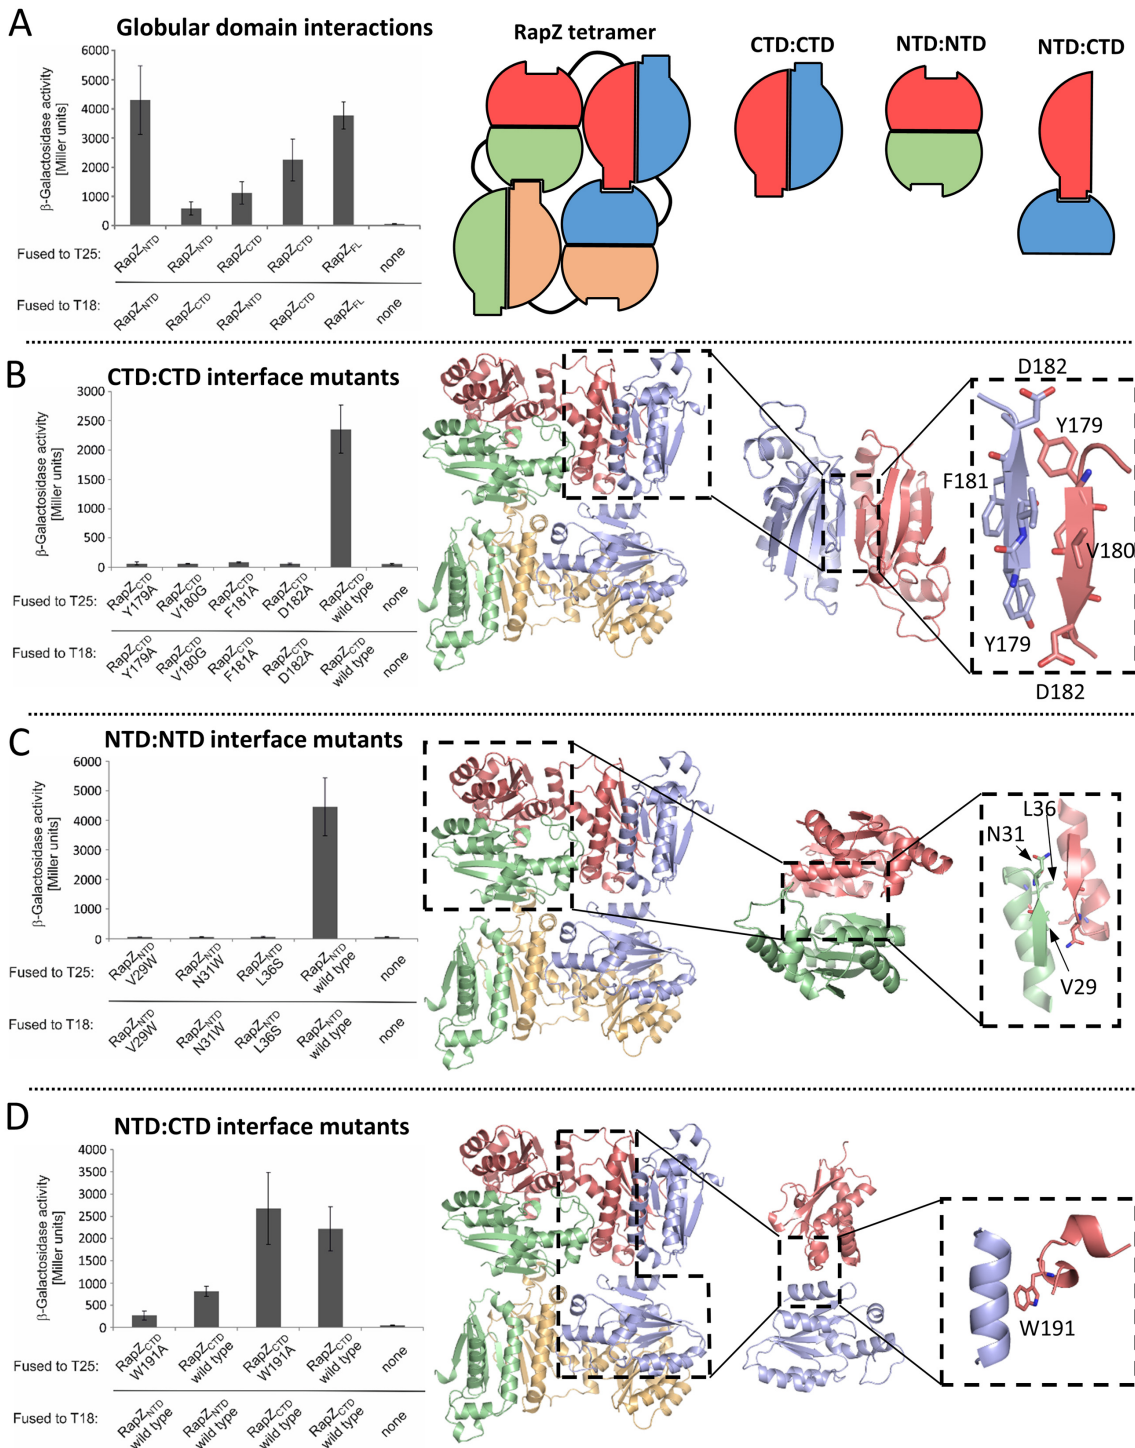 A
Globular domain interactions
RapZ tetramer
CTD:CTD
NTD:NTD
NTD:CTD
β-Galactosidase activity
[Miller units]
6000
5000
4000
3000
2000
1000
0
Fused to T25:
RapZNTD
RapZNTD
RapZCTD
RapZCTD
RapZFL
none
Fused to T18:
RapZNTD
RapZCTD
RapZNTD
RapZCTD
RapZFL
none
B
CTD:CTD interface mutants
β-Galactosidase activity
[Miller units]
3000
2500
2000
1500
1000
500
0
Fused to T25:
RapZCTD
Y179A
RapZCTD
V180G
RapZCTD
F181A
RapZCTD
D182A
RapZCTD
wild type
none
Fused to T18:
RapZCTD
Y179A
RapZCTD
V180G
RapZCTD
F181A
RapZCTD
D182A
RapZCTD
wild type
none
D182
Y179
F181
V180
Y179
D182
C
NTD:NTD interface mutants
β-Galactosidase activity
[Miller units]
6000
5000
4000
3000
2000
1000
0
Fused to T25:
RapZNTD
V29W
RapZNTD
N31W
RapZNTD
L36S
RapZNTD
wild type
none
Fused to T18:
RapZNTD
V29W
RapZNTD
N31W
RapZNTD
L36S
RapZNTD
wild type
none
L36
N31
V29
D
NTD:CTD interface mutants
β-Galactosidase activity
[Miller units]
4000
3500
3000
2500
2000
1500
1000
500
0
Fused to T25:
RapZCTD
W191A
RapZCTD
wild type
RapZCTD
W191A
RapZCTD
wild type
none
Fused to T18:
RapZNTD
wild type
RapZNTD
wild type
RapZCTD
wild type
RapZCTD
wild type
none
W191